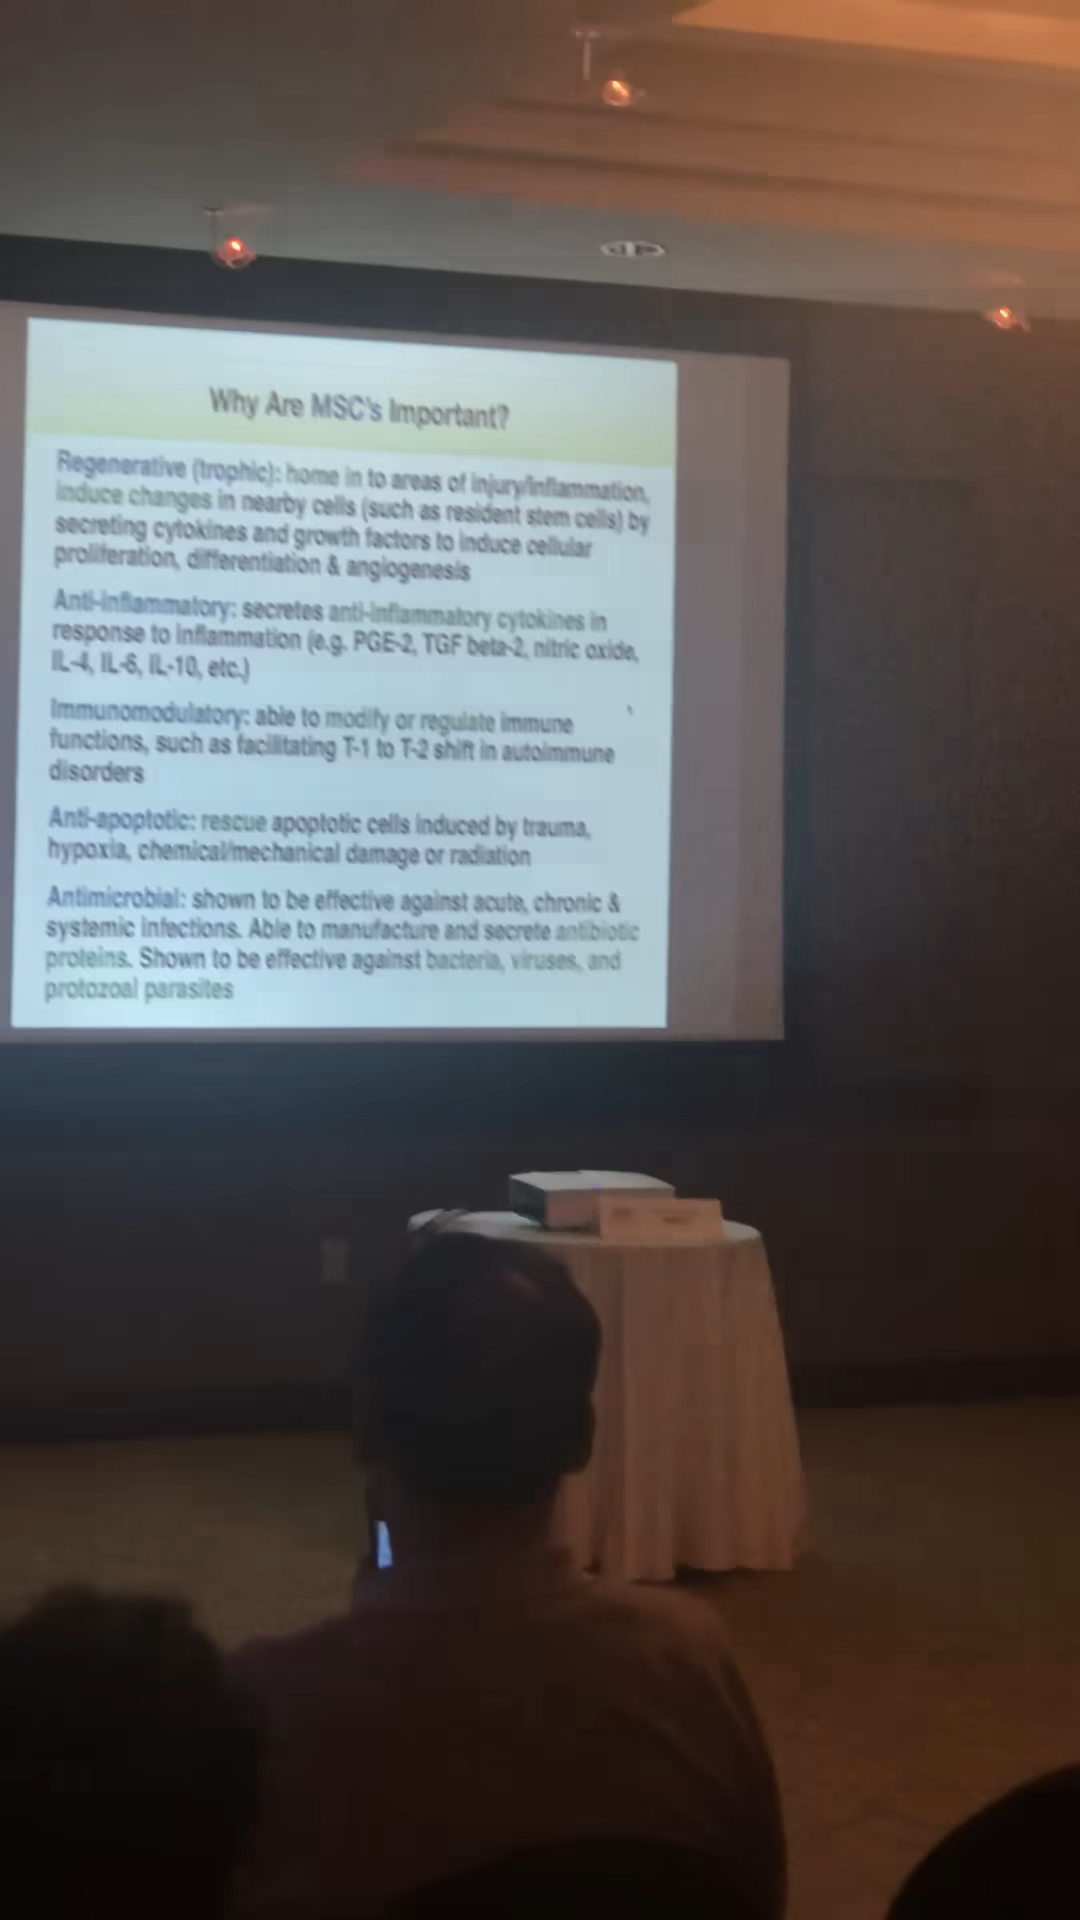 Why Are MSC's Important?
Regenerative (trophic): home in to areas of injury/inflammation,
induce changes in nearby cells (such as resident stem cells) by
secreting cytokines and growth factors to induce cellular
proliferation, differentiation & angiogenesis
Anti-inflammatory: secretes anti-inflammatory cytokines in
response to inflammation (e.g. PGE-2, TGF beta-2, nitric oxide,
IL-4, IL-6, IL-10, etc.)
Immunomodulatory: able to modify or regulate immune
functions, such as facilitating T-1 to T-2 shift in autoimmune
disorders
Anti-apoptotic: rescue apoptotic cells induced by trauma,
hypoxia, chemical/mechanical damage or radiation
Antimicrobial: shown to be effective against acute, chronic &
systemic infections. Able to manufacture and secrete antibiotic
proteins. Shown to be effective against bacteria, viruses, and
protozoal parasites